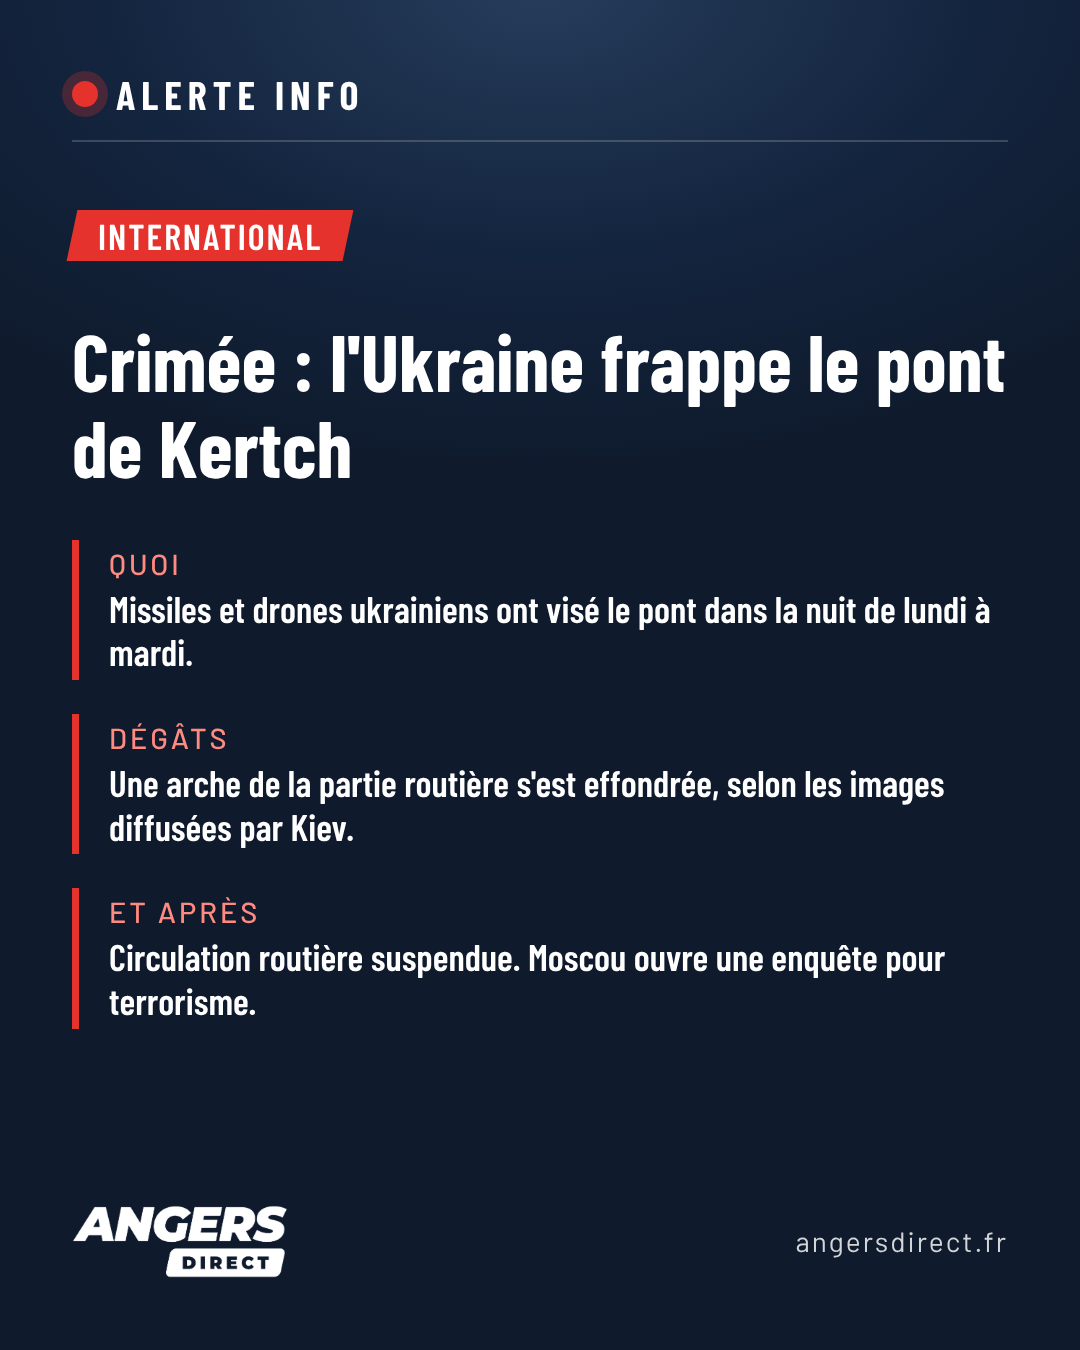 ALERTE INFO
INTERNATIONAL
Crimée : l'Ukraine frappe le pont
de Kertch
QUOI
Missiles et drones ukrainiens ont visé le pont dans la nuit de lundi à
mardi.
DÉGÂTS
Une arche de la partie routière s'est effondrée, selon les images
diffusées par Kiev.
ET APRÈS
Circulation routière suspendue. Moscou ouvre une enquête pour
terrorisme.
ANGERS
DIRECT
angersdirect.fr